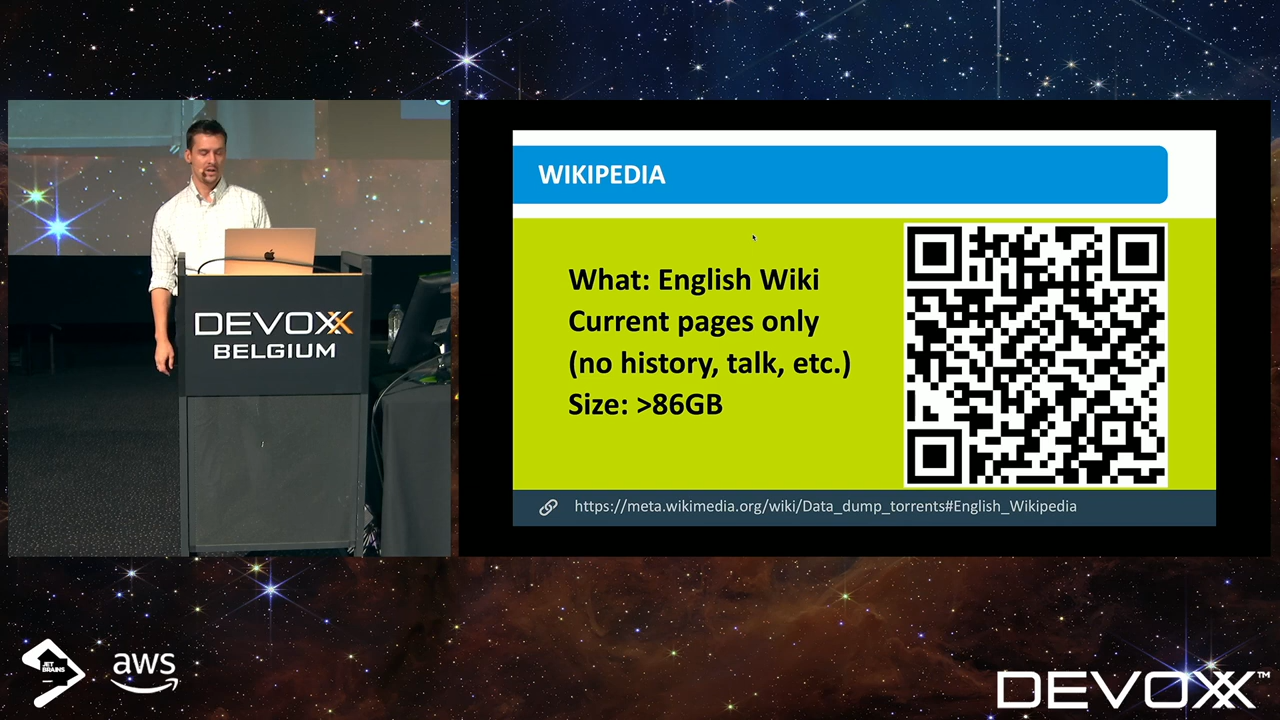 DEVOXX
BELGIUM
WIKIPEDIA
What: English Wiki
Current pages only
(no history, talk, etc.)
Size: >86GB
https://meta.wikimedia.org/wiki/Data_dump_torrents#English_Wikipedia
JET
BRAINS
aws
DEVOXX™